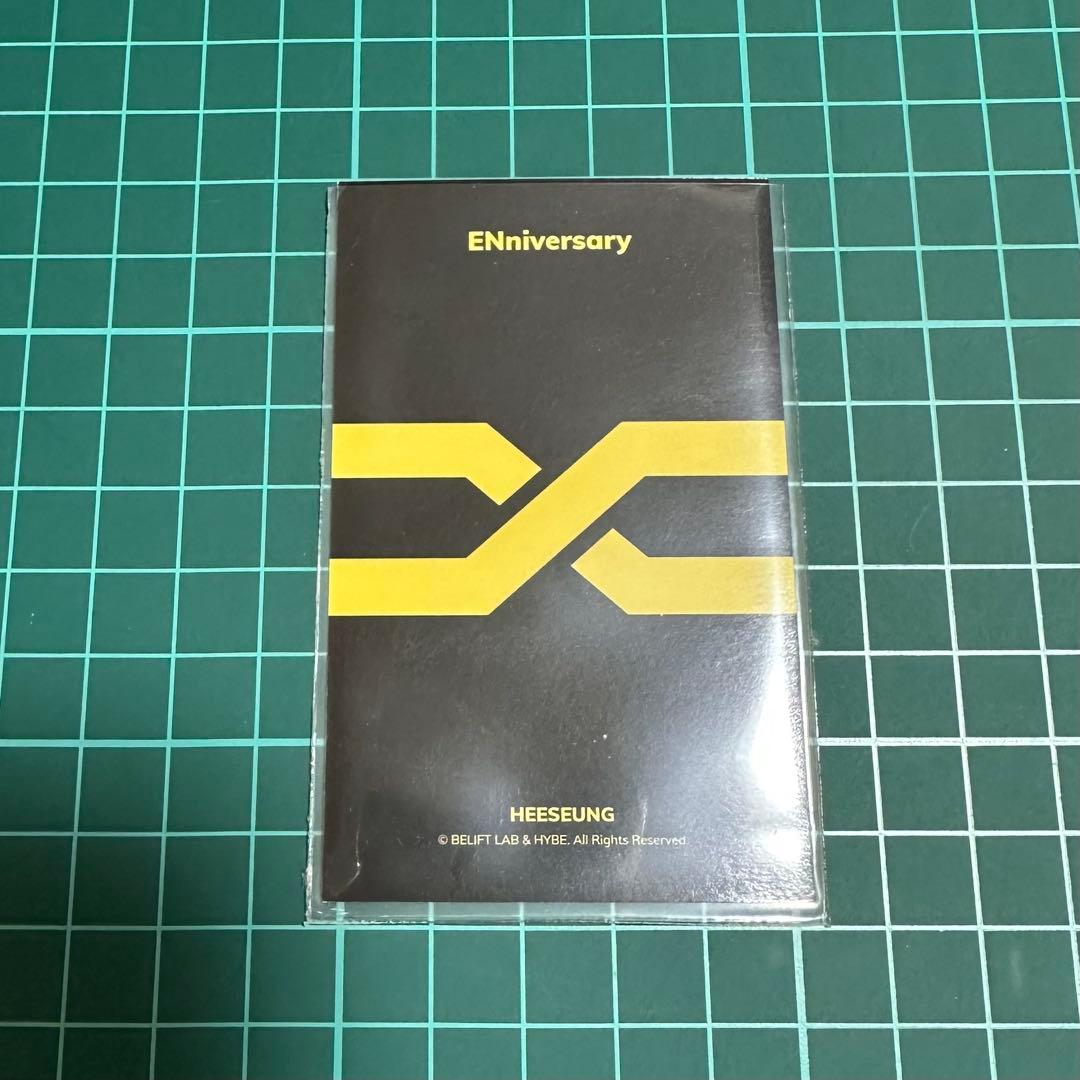 ENniversary
HEESEUNG
© BELIFT LAB & HYBE. All Rights Reserved.